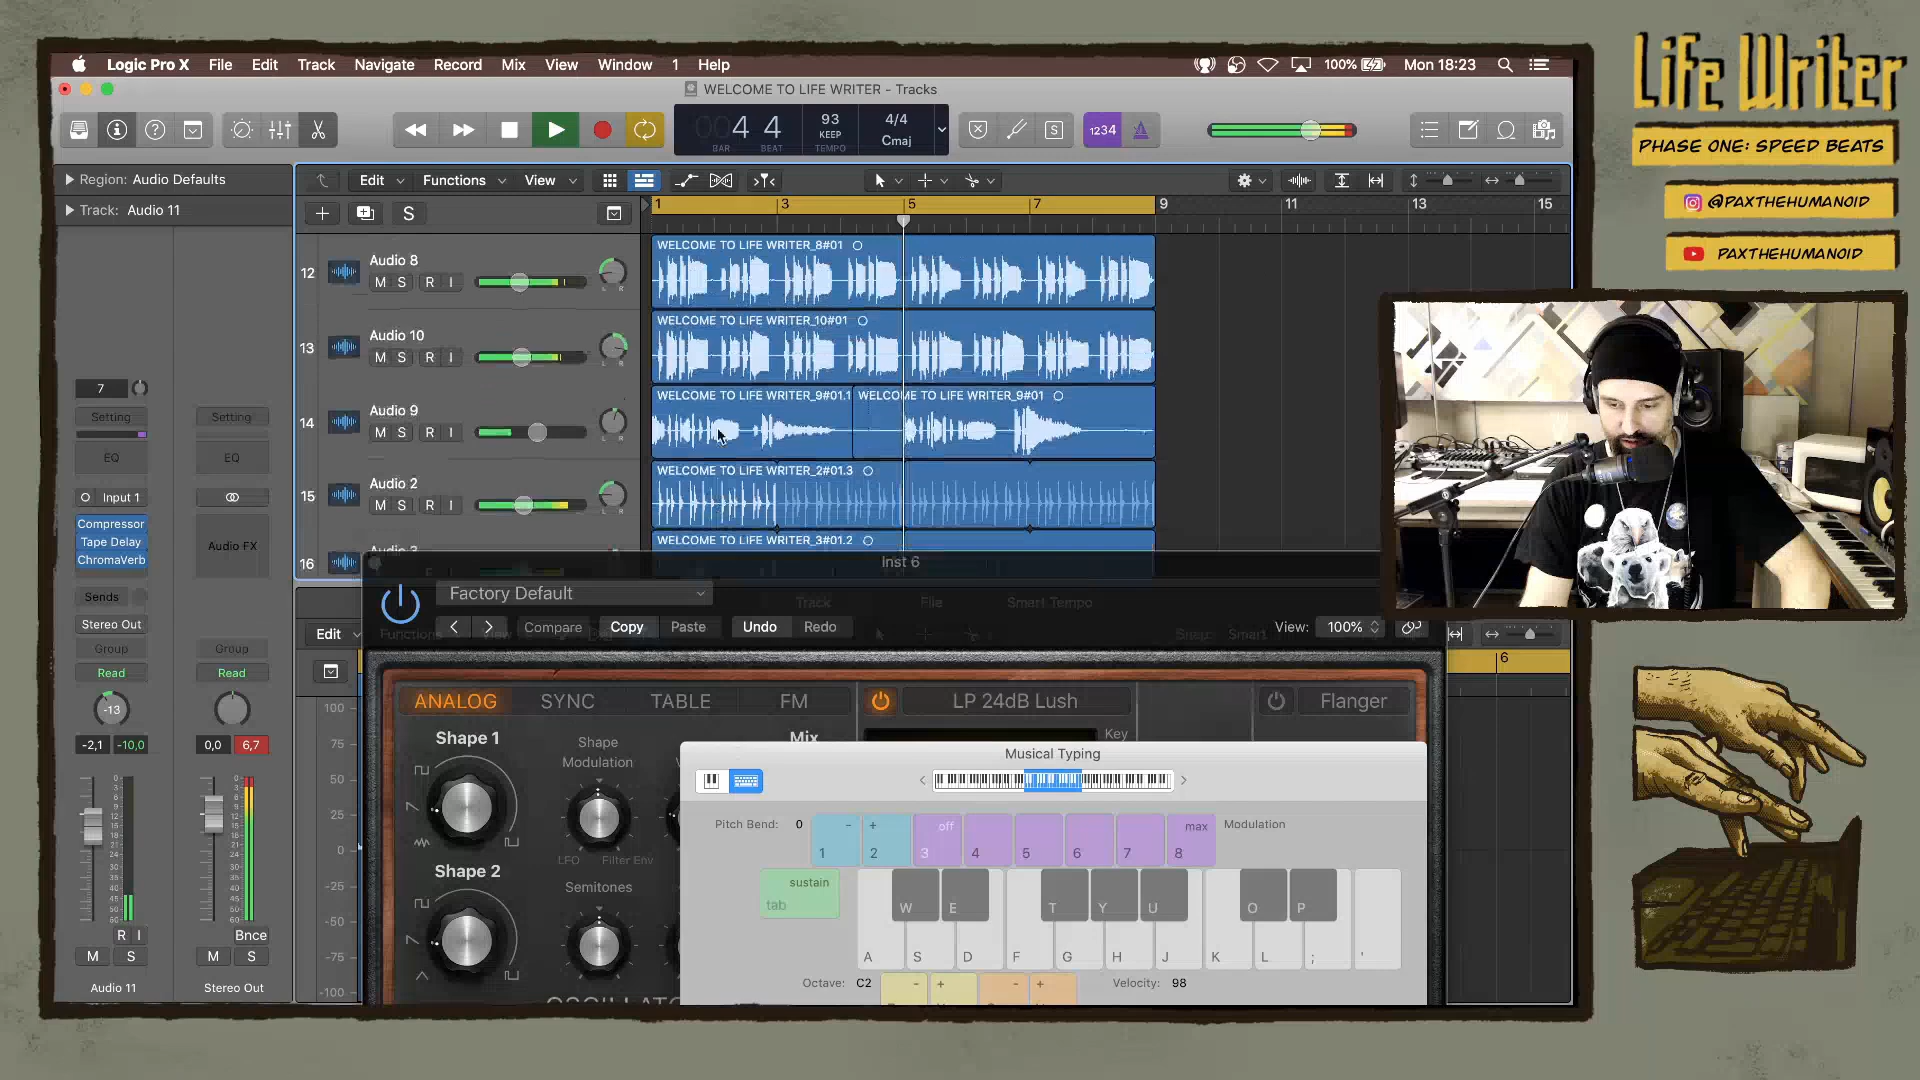 Life Writer
PHASE ONE: SPEED BEATS
@PAXTHEHUMANOID
PAXTHEHUMANOID
Logic Pro X File Edit Track Navigate Record Mix View Window 1 Help
100% Mon 18:23
WELCOME TO LIFE WRITER - Tracks
004 4
BAR BEAT
93
KEEP
TEMPO
4/4
Cmaj
1234
Region: Audio Defaults
Track: Audio 11
Edit Functions View
S
1 3 5 7 9 11 13 15
12 Audio 8
M S R I
L R
WELCOME TO LIFE WRITER_8#01
13 Audio 10
M S R I
L R
WELCOME TO LIFE WRITER_10#01
14 Audio 9
M S R I
L R
WELCOME TO LIFE WRITER_9#01.1
WELCOME TO LIFE WRITER_9#01
15 Audio 2
M S R I
L R
WELCOME TO LIFE WRITER_2#01.3
16
WELCOME TO LIFE WRITER_3#01.2
7
Setting Setting
EQ EQ
Input 1
Compressor
Tape Delay
ChromaVerb
Audio FX
Sends
Stereo Out
Group Group
Read Read
-13
-2,1 -10,0 0,0 6,7
R I Bnce
M S M S
Audio 11 Stereo Out
Inst 6
Factory Default
Track File Smart Tempo
Compare Copy Paste Undo Redo
View: 100%
Edit Functions
Snap: Smart
6
100
75
50
25
0
-25
-50
-75
-100
ANALOG SYNC TABLE FM
LP 24dB Lush
Flanger
Shape 1
Shape
Modulation
Mix
Key
LFO Filter Env
Shape 2
Semitones
Musical Typing
Pitch Bend: 0
- + off max
1 2 3 4 5 6 7 8
Modulation
sustain
tab
W E T Y U O P
A S D F G H J K L ; '
Octave: C2
- + - +
Velocity: 98